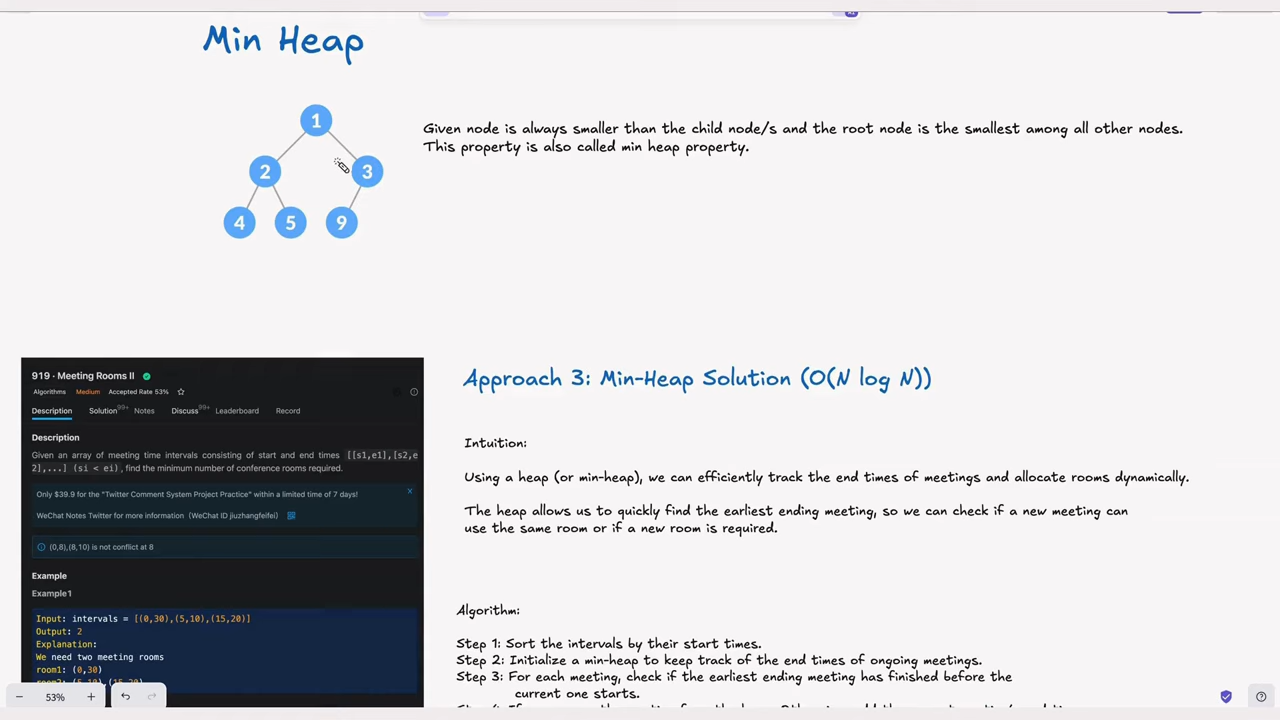 Min Heap
1
2
3
4
5
9
Given node is always smaller than the child node/s and the root node is the smallest among all other nodes.
This property is also called min heap property.
919 · Meeting Rooms II
Algorithms Medium Accepted Rate 53%
Description Solution 99+ Notes Discuss 99+ Leaderboard Record
Description
Given an array of meeting time intervals consisting of start and end times [[s1,e1],[s2,e
2],...] (si < ei) , find the minimum number of conference rooms required.
Only $39.9 for the "Twitter Comment System Project Practice" within a limited time of 7 days!
WeChat Notes Twitter for more information (WeChat ID jiuzhangfeifei)
(0,8),(8,10) is not conflict at 8
Example
Example1
Input: intervals = [(0,30),(5,10),(15,20)]
Output: 2
Explanation:
We need two meeting rooms
room1: (0,30)
room2: (5,10),(15,20)
Approach 3: Min-Heap Solution (O(N log N))
Intuition:
Using a heap (or min-heap), we can efficiently track the end times of meetings and allocate rooms dynamically.
The heap allows us to quickly find the earliest ending meeting, so we can check if a new meeting can
use the same room or if a new room is required.
Algorithm:
Step 1: Sort the intervals by their start times.
Step 2: Initialize a min-heap to keep track of the end times of ongoing meetings.
Step 3: For each meeting, check if the earliest ending meeting has finished before the
current one starts.
53%